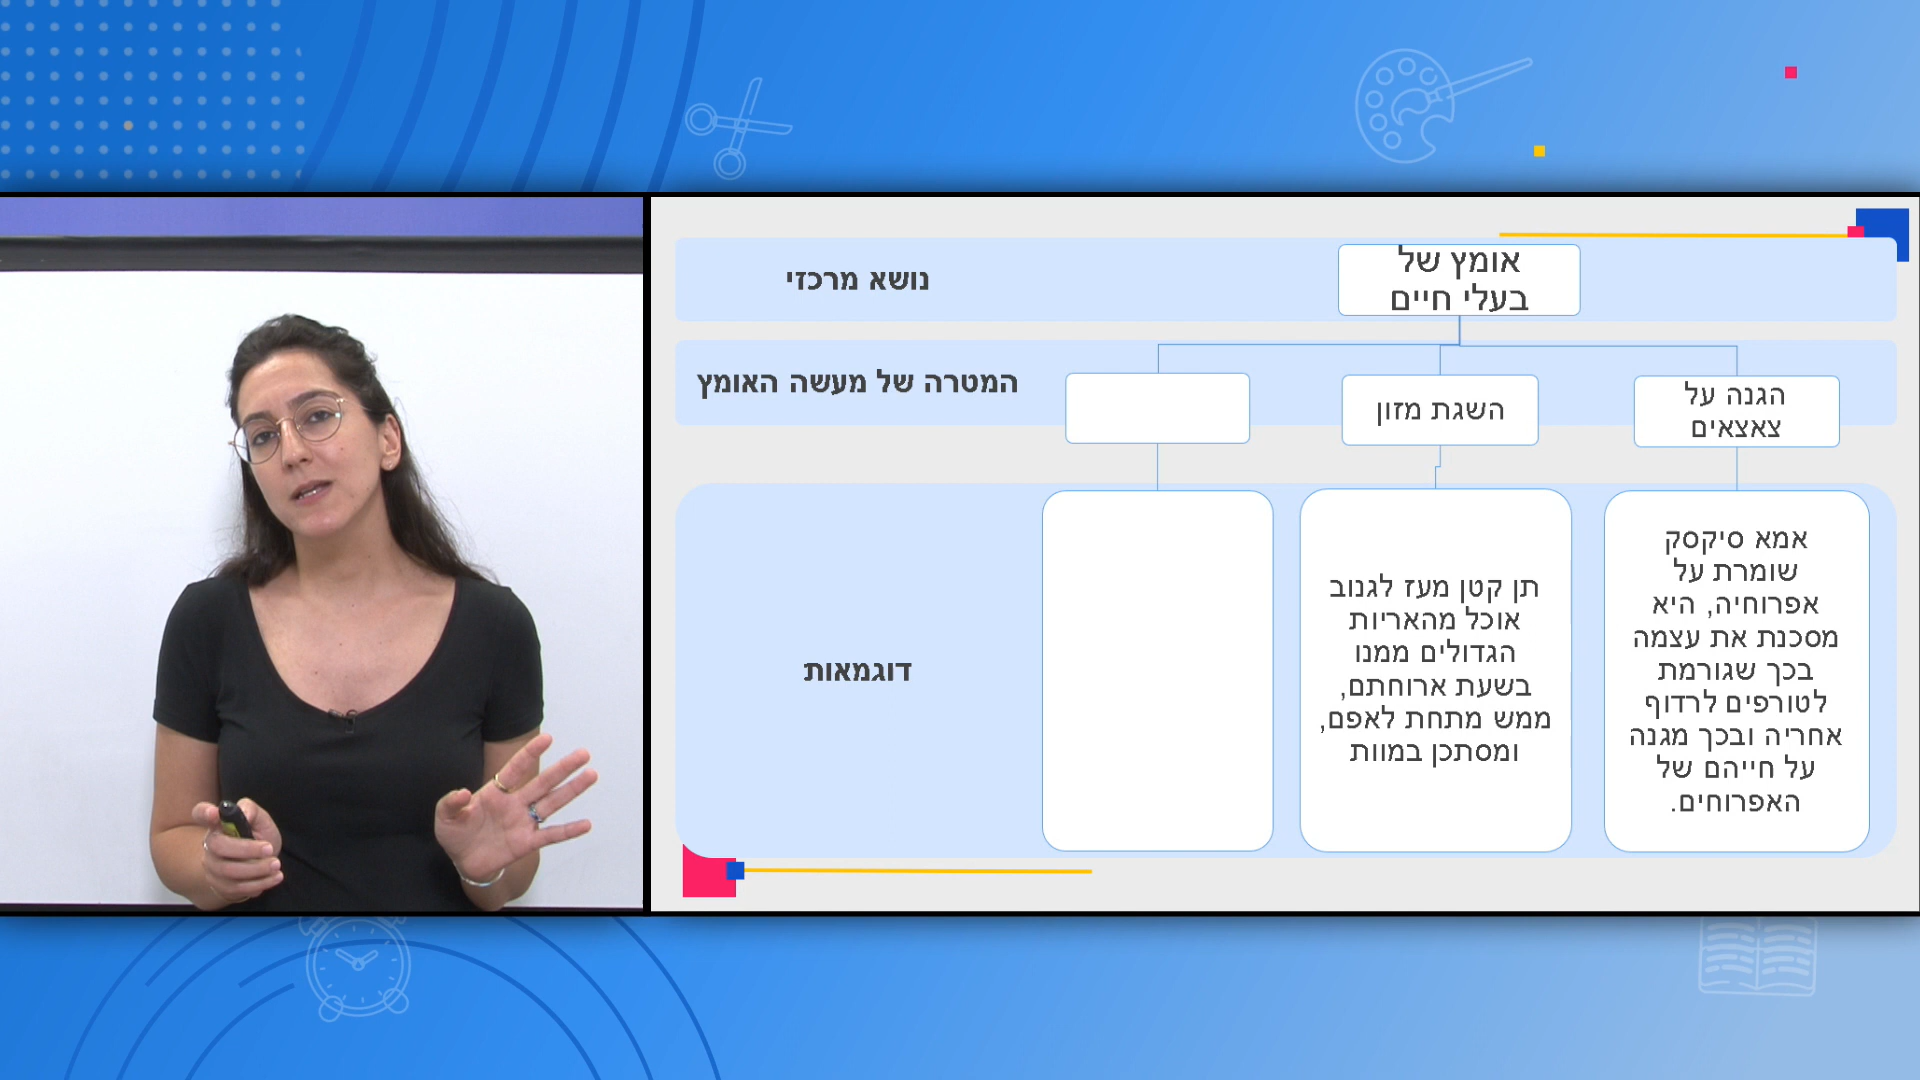 נושא מרכזי
אומץ של
בעלי חיים
המטרה של מעשה האומץ
הגנה על
צאצאים
השגת מזון
דוגמאות
אמא סיקסק
שומרת על
אפרוחיה, היא
מסכנת את עצמה
בכך שגורמת
לטורפים לרדוף
אחריה ובכך מגנה
על חייהם של
האפרוחים.
תן קטן מעז לגנוב
אוכל מהאריות
הגדולים ממנו
בשעת ארוחתם,
ממש מתחת לאפם,
ומסתכן במוות